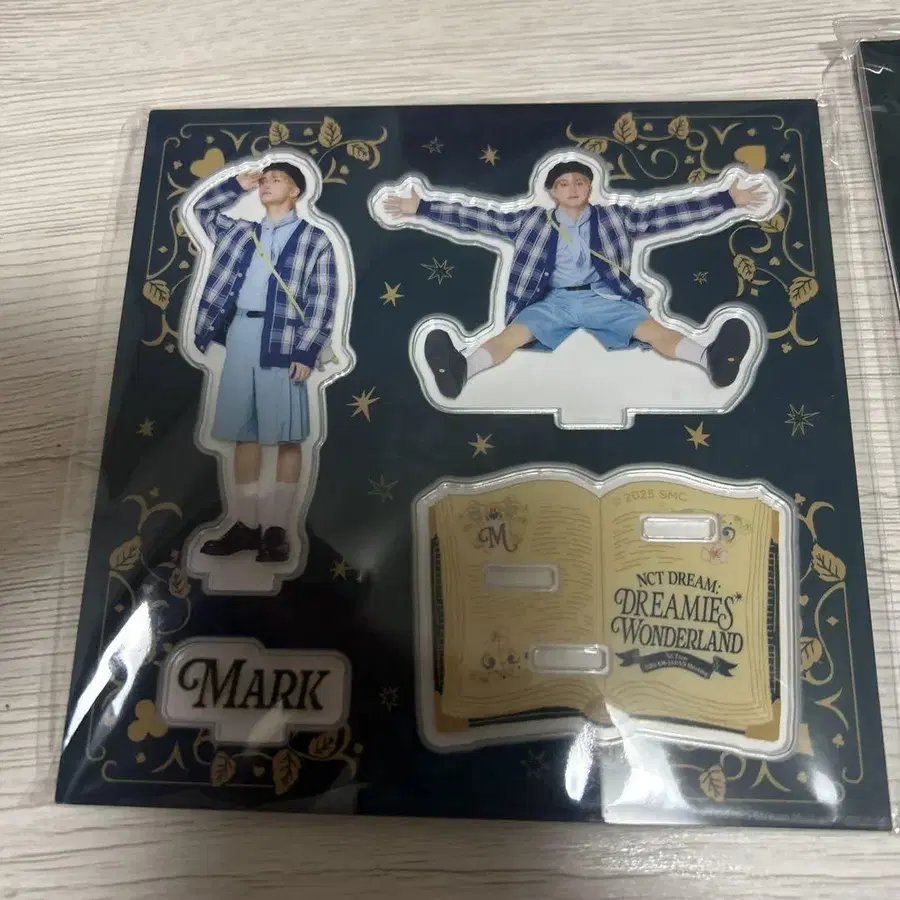 © 2025 SMC
M
NCT DREAM:
DREAMIES
WONDERLAND
MARK